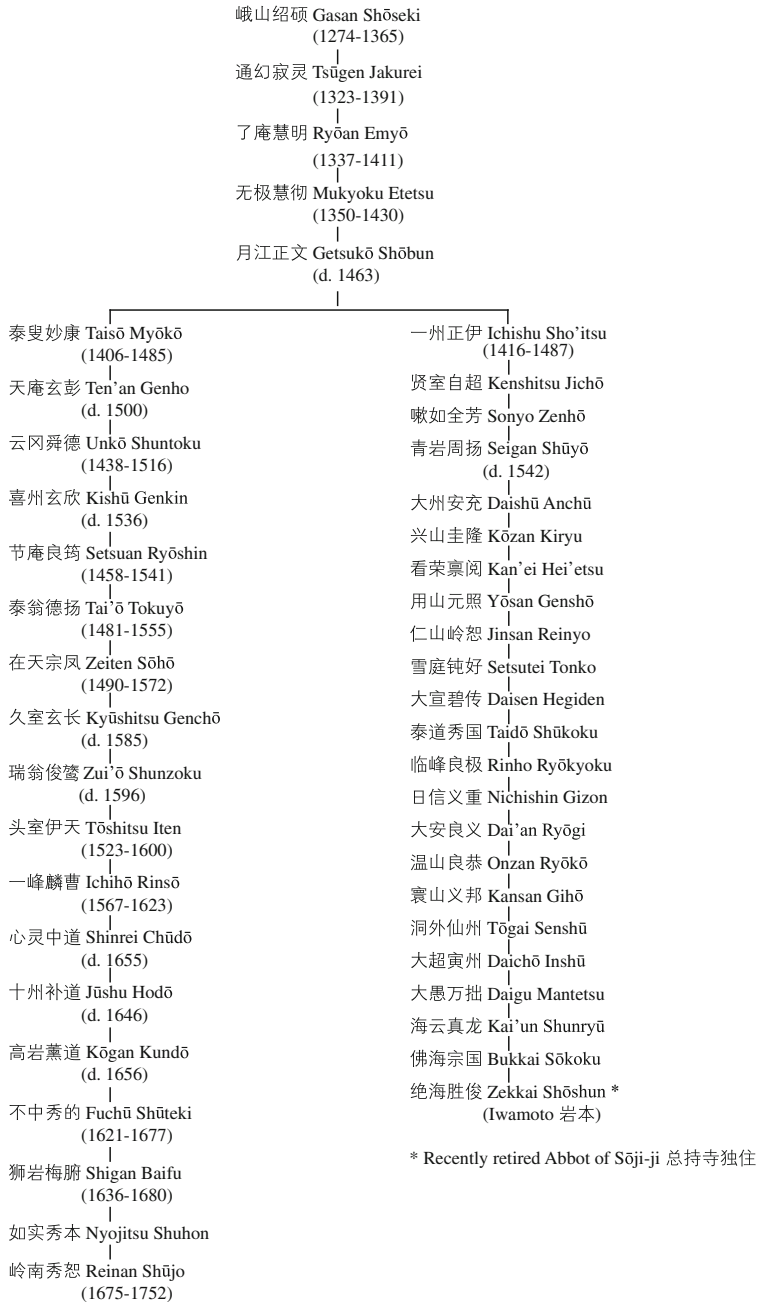 峨山绍硕 Gasan Shōseki
(1274-1365)
通幻寂灵 Tsūgen Jakurei
(1323-1391)
了庵慧明 Ryōan Emyō
(1337-1411)
无极慧彻 Mukyoku Etetsu
(1350-1430)
月江正文 Getsukō Shōbun
(d. 1463)
泰叟妙康 Taisō Myōkō
(1406-1485)
天庵玄彭 Ten'an Genho
(d. 1500)
云冈舜德 Unkō Shuntoku
(1438-1516)
喜州玄欣 Kishū Genkin
(d. 1536)
节庵良筠 Setsuan Ryōshin
(1458-1541)
泰翁德扬 Tai'ō Tokuyō
(1481-1555)
在天宗凤 Zeiten Sōhō
(1490-1572)
久室玄长 Kyūshitsu Genchō
(d. 1585)
瑞翁俊鹙 Zui'ō Shunzoku
(d. 1596)
头室伊天 Tōshitsu Iten
(1523-1600)
一峰麟曹 Ichihō Rinsō
(1567-1623)
心灵中道 Shinrei Chūdō
(d. 1655)
十州补道 Jūshu Hodō
(d. 1646)
高岩薰道 Kōgan Kundō
(d. 1656)
不中秀的 Fuchū Shūteki
(1621-1677)
狮岩梅腑 Shigan Baifu
(1636-1680)
如实秀本 Nyojitsu Shuhon
岭南秀恕 Reinan Shūjo
(1675-1752)
一州正伊 Ichishu Sho'itsu
(1416-1487)
贤室自超 Kenshitsu Jichō
嗽如全芳 Sonyo Zenhō
青岩周扬 Seigan Shūyō
(d. 1542)
大州安充 Daishū Anchū
兴山圭隆 Kōzan Kiryu
看荣禀阅 Kan'ei Hei'etsu
用山元照 Yōsan Genshō
仁山岭恕 Jinsan Reinyo
雪庭钝好 Setsutei Tonko
大宣碧传 Daisen Hegiden
泰道秀国 Taidō Shūkoku
临峰良极 Rinho Ryōkyoku
日信义重 Nichishin Gizon
大安良义 Dai'an Ryōgi
温山良恭 Onzan Ryōkō
寰山义邦 Kansan Gihō
洞外仙州 Tōgai Senshū
大超寅州 Daichō Inshū
大愚万拙 Daigu Mantetsu
海云真龙 Kai'un Shunryū
佛海宗国 Bukkai Sōkoku
绝海胜俊 Zekkai Shōshun *
(Iwamoto 岩本)
* Recently retired Abbot of Sōji-ji 总持寺独住